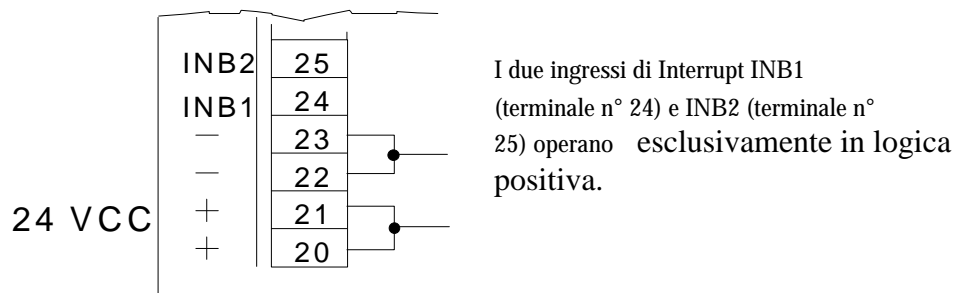 INB2 25
INB1 24
— 23
— 22
24 VCC + 21
+ 20
I due ingressi di Interrupt INB1
(terminale n° 24) e INB2 (terminale n°
25) operano esclusivamente in logica
positiva.